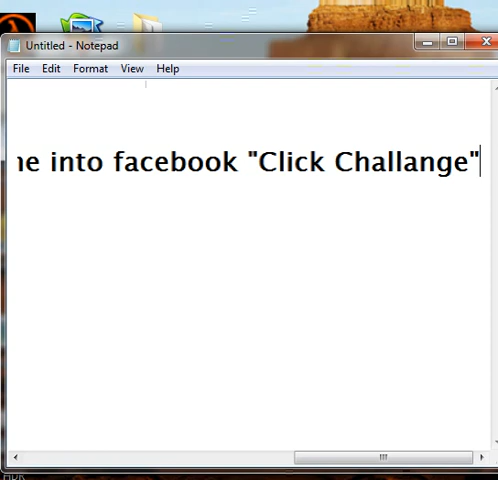 Untitled - Notepad
File Edit Format View Help
into facebook "Click Challange"